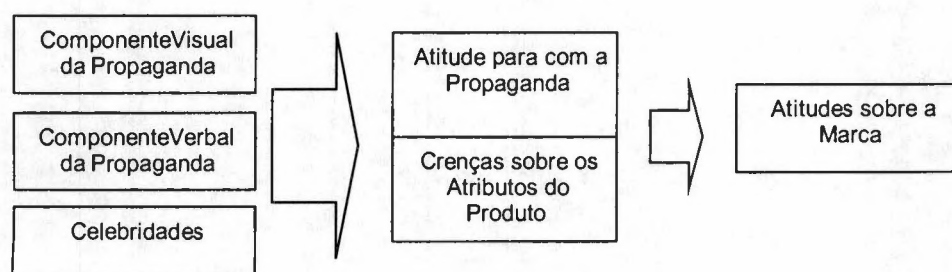 ComponenteVisual
da Propaganda
ComponenteVerbal
da Propaganda
Celebridades
Atitude para com a
Propaganda
Crenças sobre os
Atributos do
Produto
Atitudes sobre a
Marca